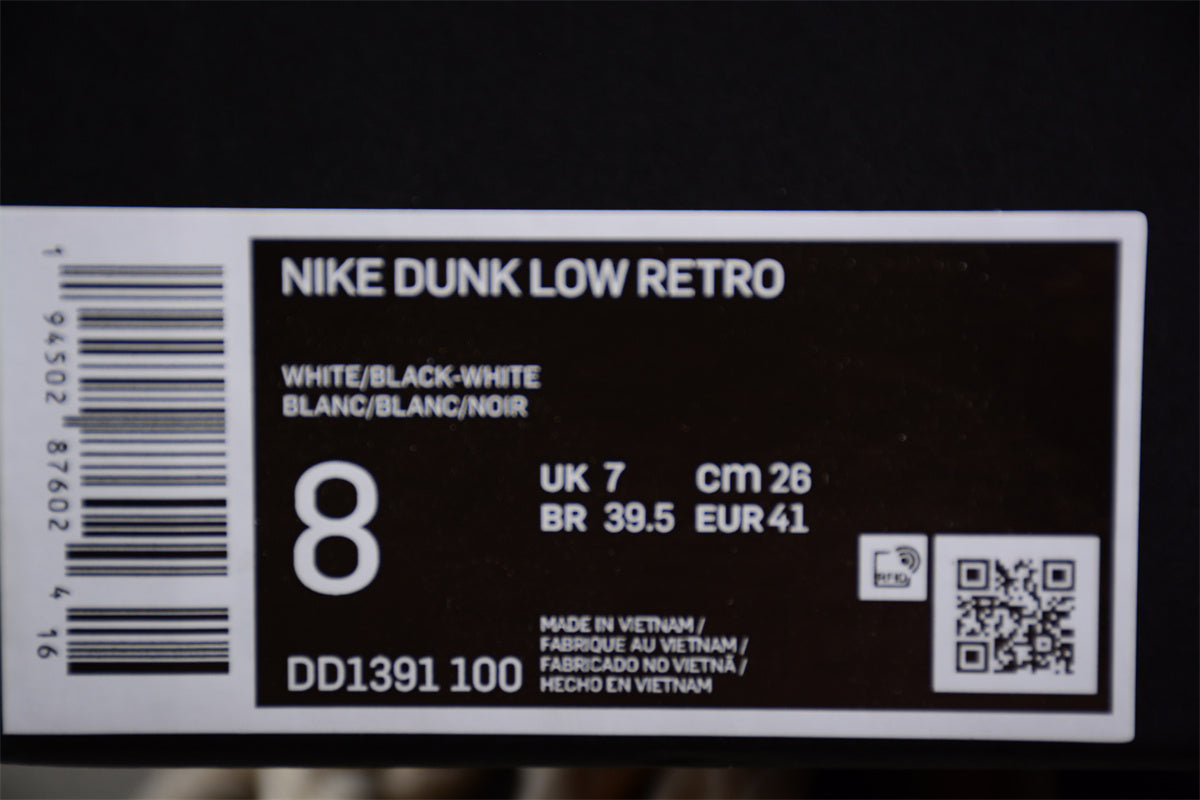 NIKE DUNK LOW RETRO
WHITE/BLACK-WHITE
BLANC/BLANC/NOIR
8
UK 7 cm 26
BR 39.5 EUR 41
DD1391 100
MADE IN VIETNAM /
FABRIQUE AU VIETNAM /
FABRICADO NO VIETNÃ /
HECHO EN VIETNAM
RFID
1 94502 87602 4 16